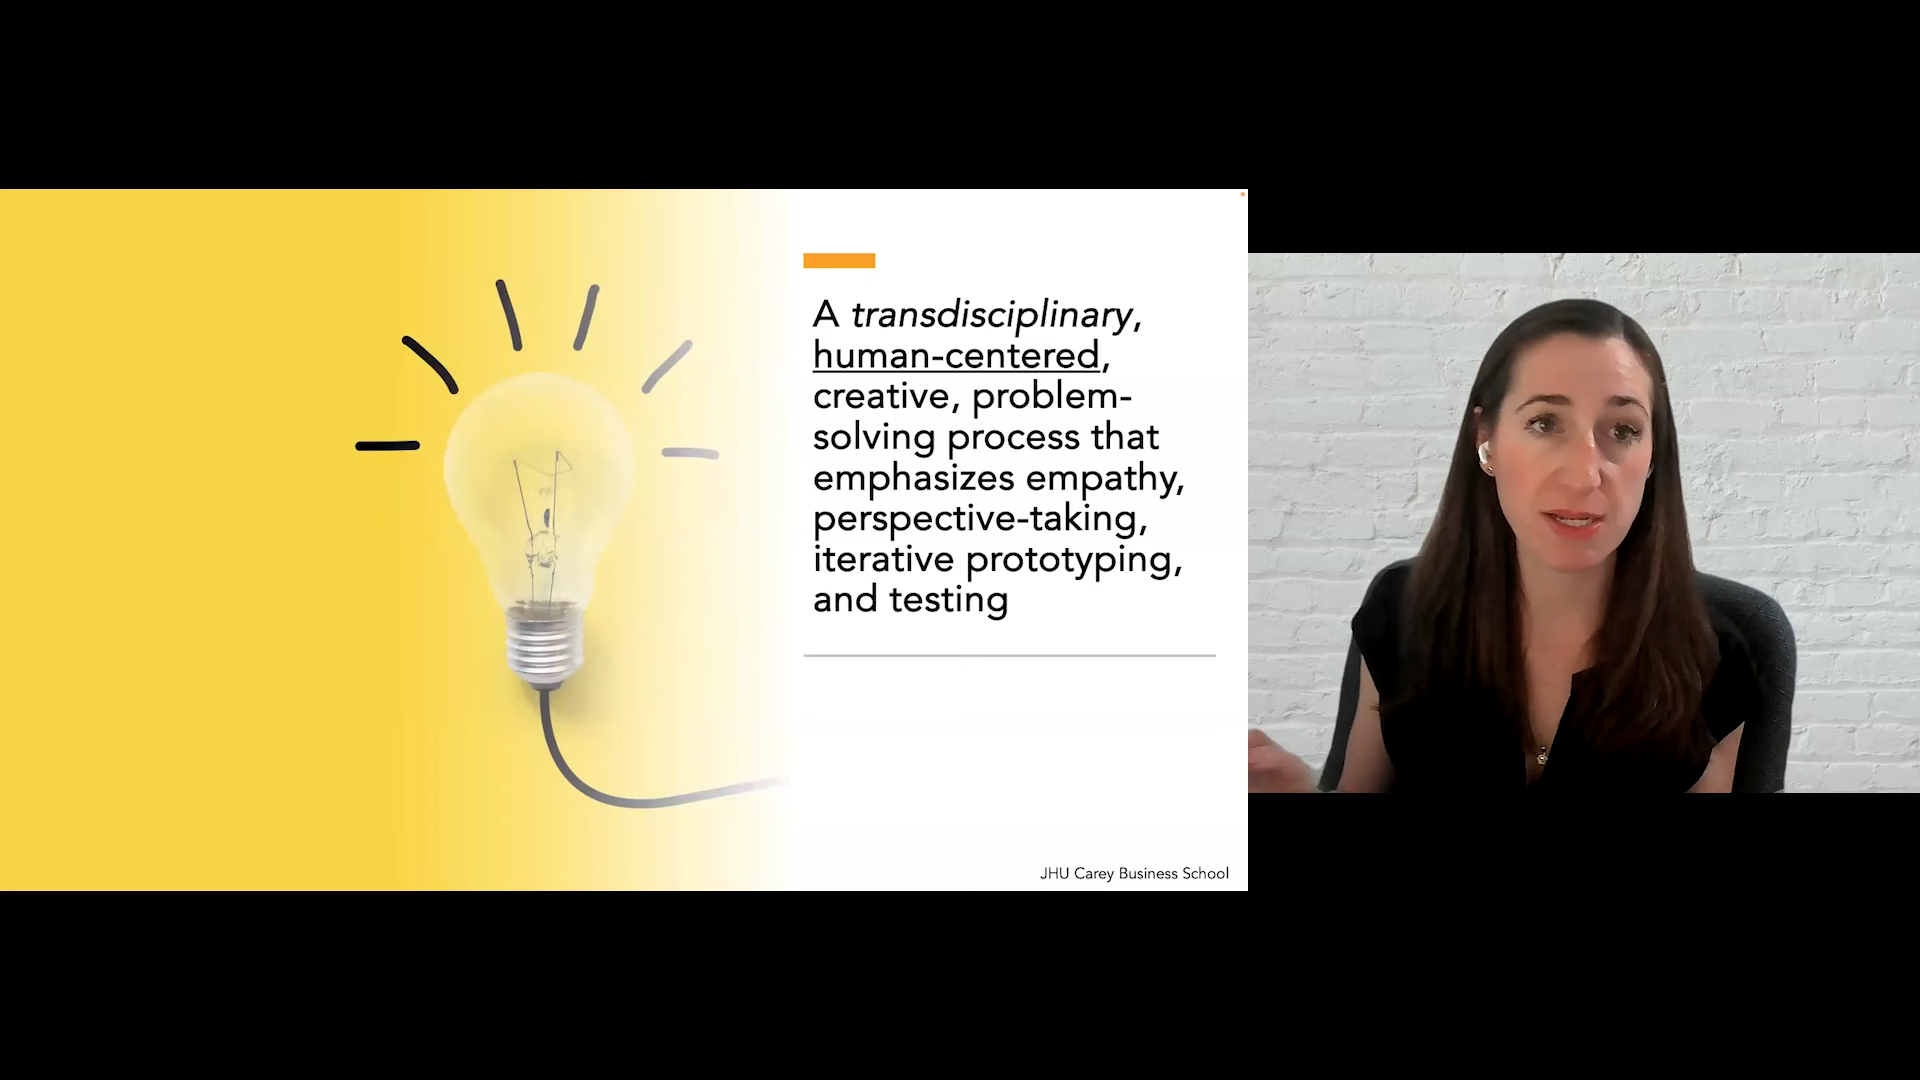 A transdisciplinary,
human-centered,
creative, problem-
solving process that
emphasizes empathy,
perspective-taking,
iterative prototyping,
and testing
JHU Carey Business School